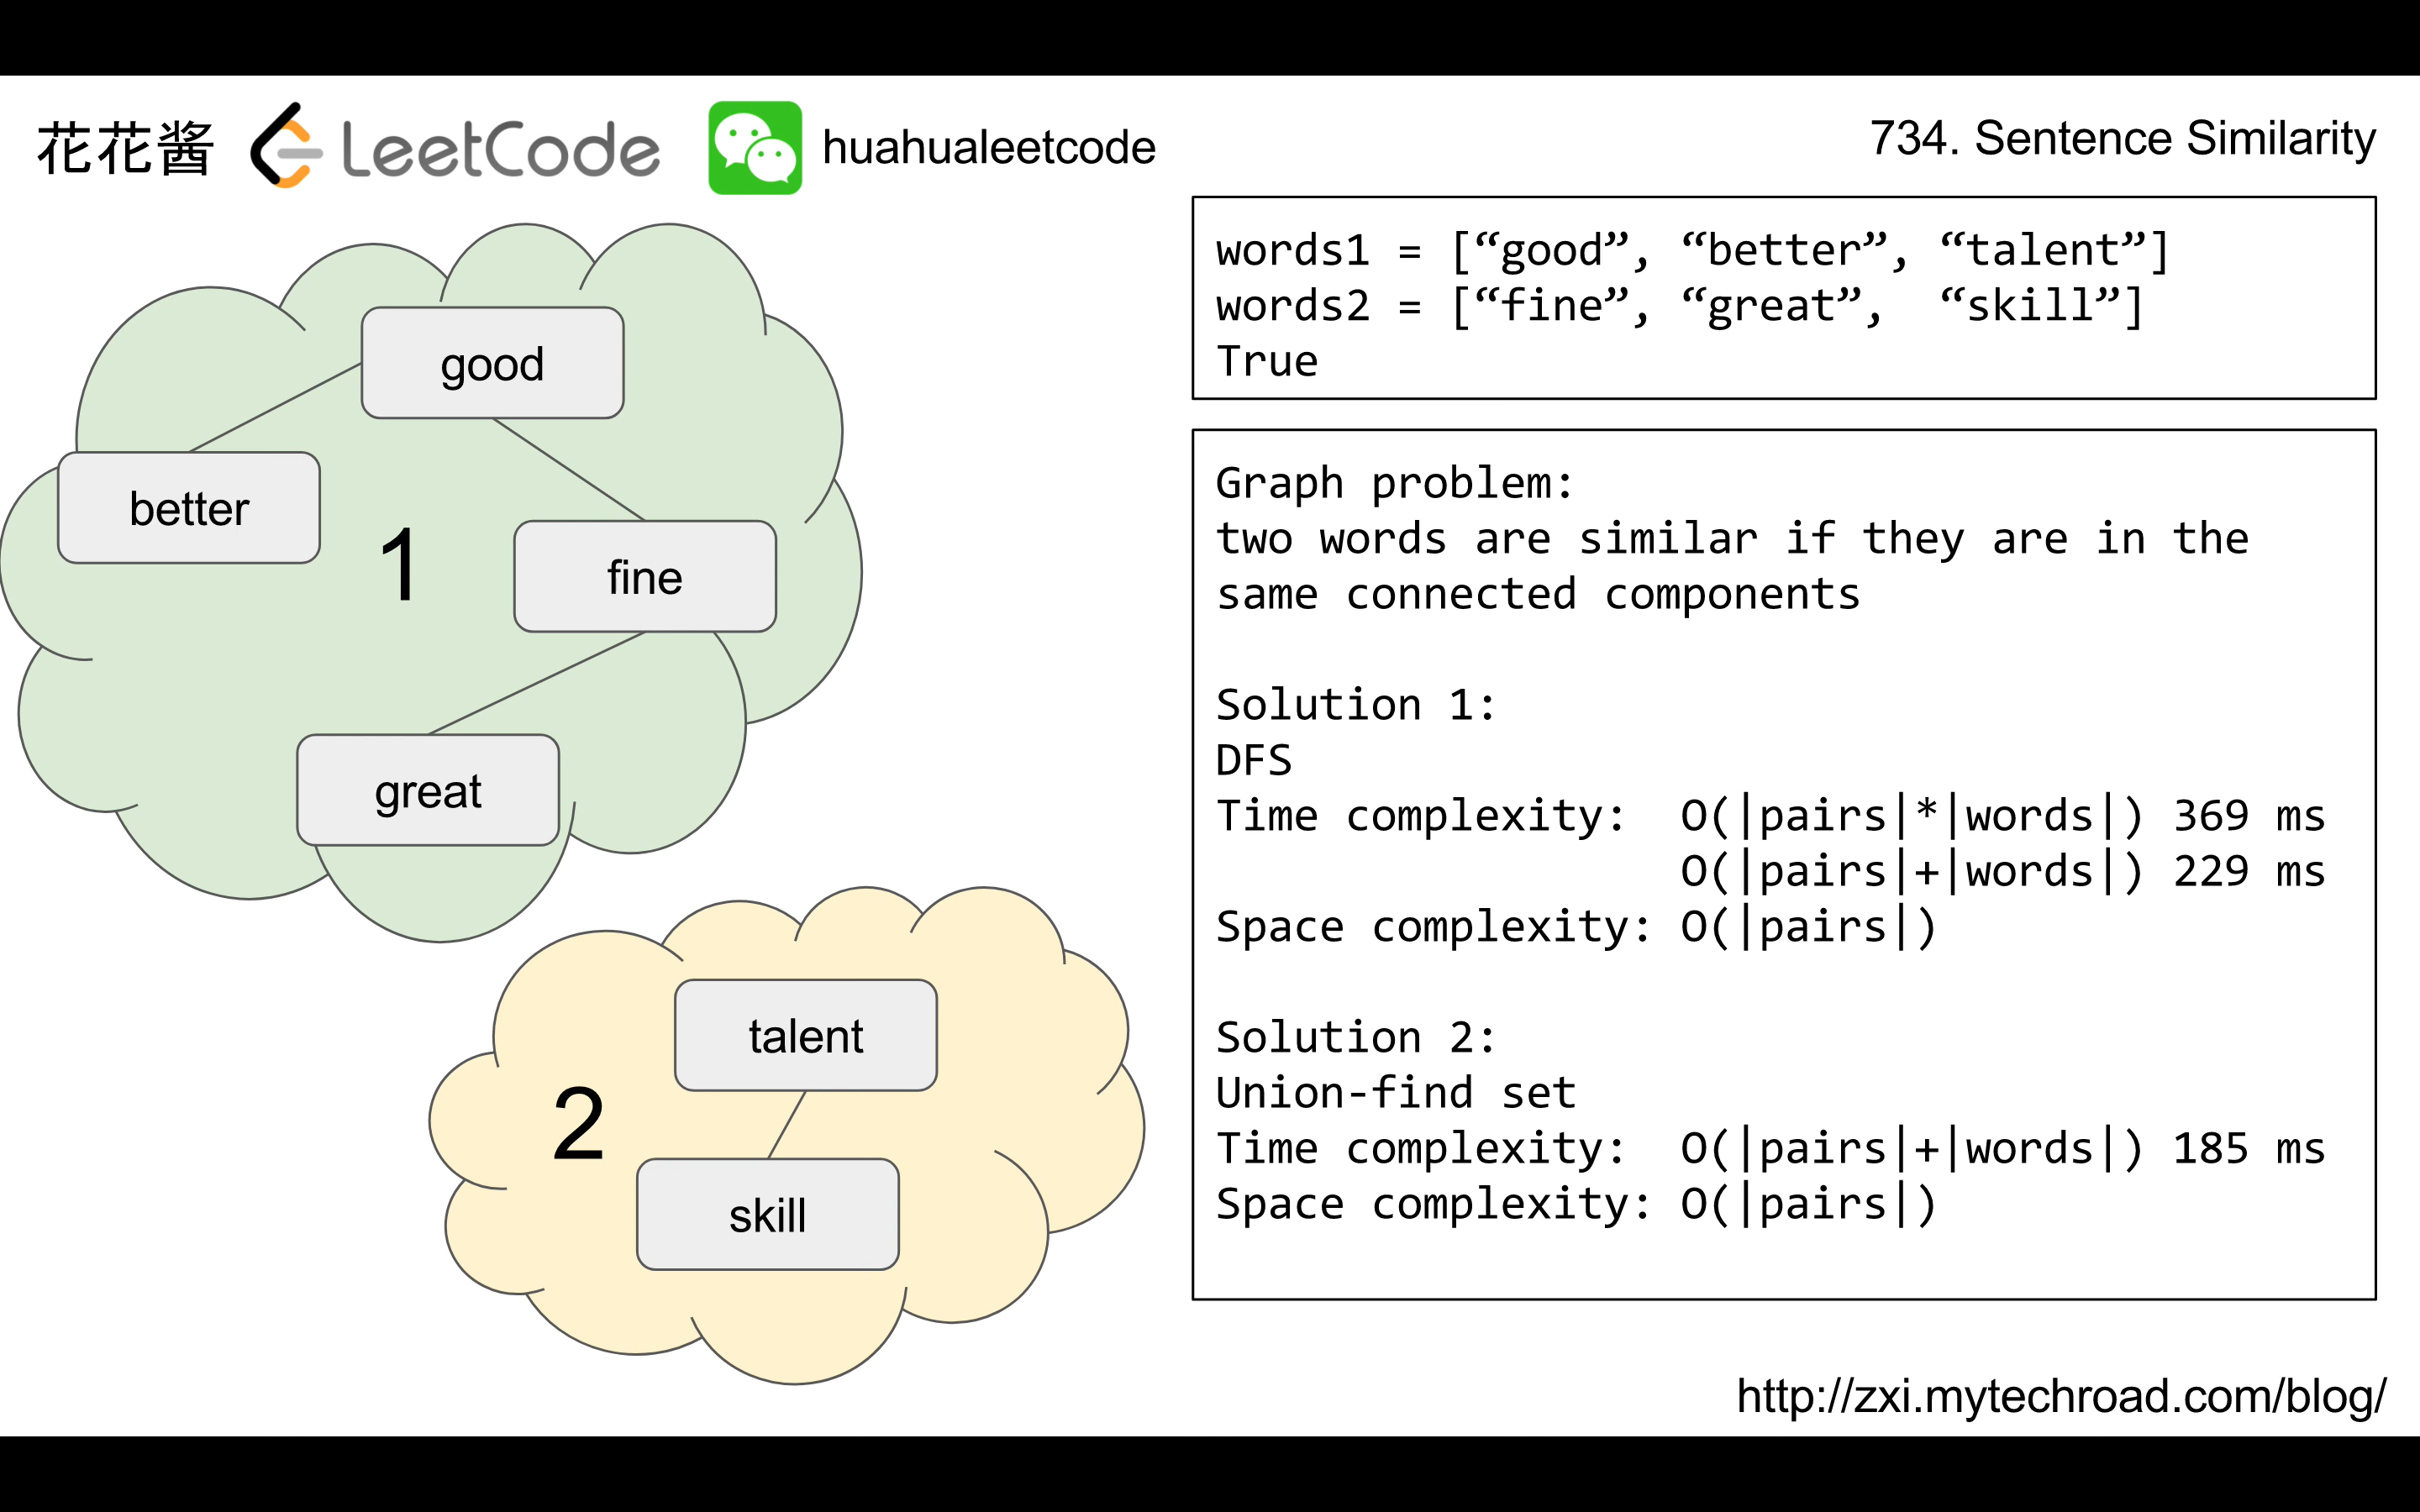 花花酱 LeetCode huahualeetcode
734. Sentence Similarity
good
better
1
fine
great
talent
2
skill
words1 = [“good”, “better”, “talent”]
words2 = [“fine”, “great”, “skill”]
True
Graph problem:
two words are similar if they are in the
same connected components
Solution 1:
DFS
Time complexity: O(|pairs|*|words|) 369 ms
O(|pairs|+|words|) 229 ms
Space complexity: O(|pairs|)
Solution 2:
Union-find set
Time complexity: O(|pairs|+|words|) 185 ms
Space complexity: O(|pairs|)
http://zxi.mytechroad.com/blog/